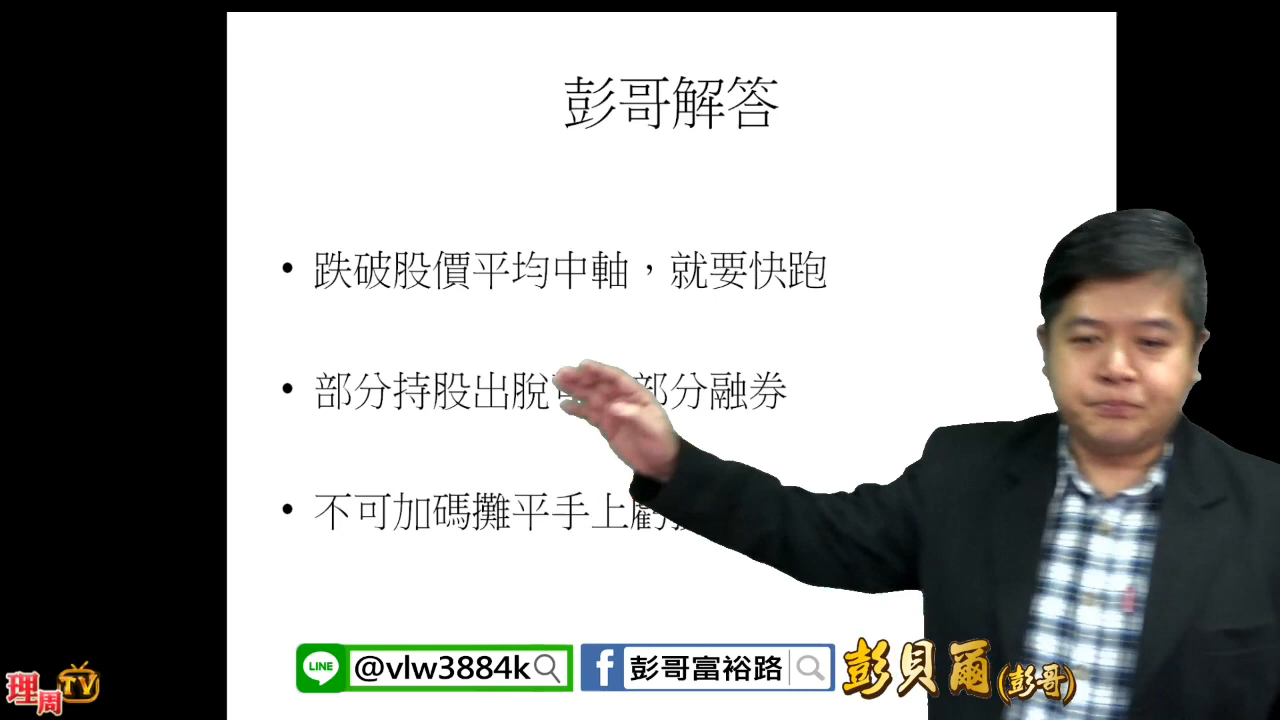 彭哥解答
• 跌破股價平均中軸，就要快跑
• 部分持股出脫 部分融券
• 不可加碼攤平手上
LINE @vlw3884k
f 彭哥富裕路
彭貝爾(彭哥)
理周TV